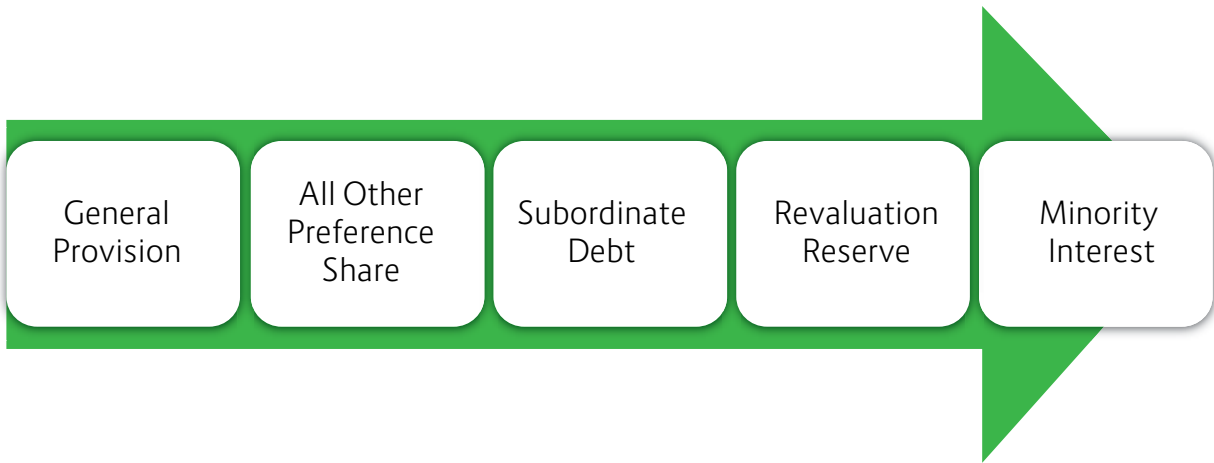 General
Provision
All Other
Preference
Share
Subordinate
Debt
Revaluation
Reserve
Minority
Interest